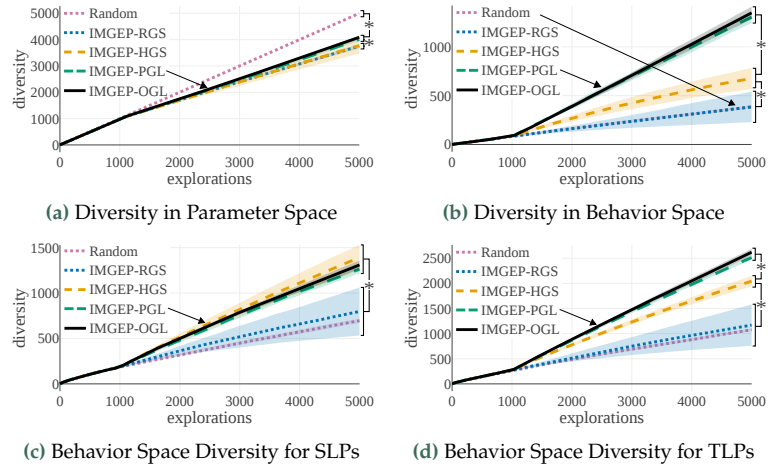 5000
4000
3000
2000
1000
0
diversity
Random
IMGEP-RGS
IMGEP-HGS
IMGEP-PGL
IMGEP-OGL
*
*
0 1000 2000 3000 4000 5000
explorations
(a) Diversity in Parameter Space
1000
500
0
diversity
Random
IMGEP-RGS
IMGEP-HGS
IMGEP-PGL
IMGEP-OGL
*
*
0 1000 2000 3000 4000 5000
explorations
(b) Diversity in Behavior Space
1500
1000
500
0
diversity
Random
IMGEP-RGS
IMGEP-HGS
IMGEP-PGL
IMGEP-OGL
*
0 1000 2000 3000 4000 5000
explorations
(c) Behavior Space Diversity for SLPs
2500
2000
1500
1000
500
0
diversity
Random
IMGEP-RGS
IMGEP-HGS
IMGEP-PGL
IMGEP-OGL
*
*
0 1000 2000 3000 4000 5000
explorations
(d) Behavior Space Diversity for TLPs